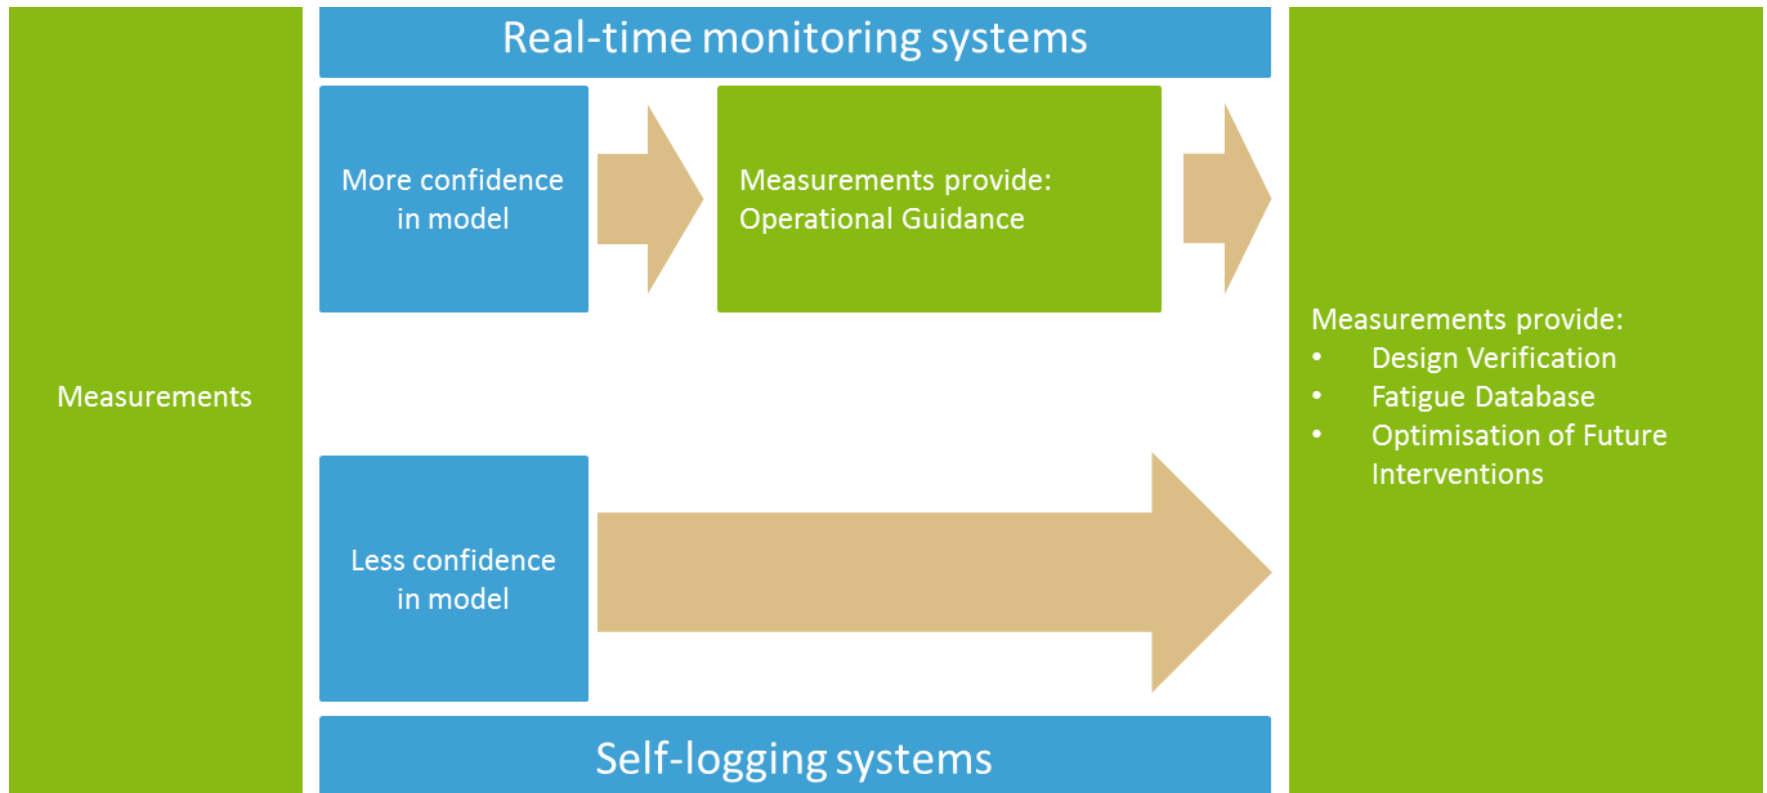 Real-time monitoring systems
Measurements
More confidence
in model
Measurements provide:
Operational Guidance
Less confidence
in model
Self-logging systems
Measurements provide:
• Design Verification
• Fatigue Database
• Optimisation of Future
Interventions